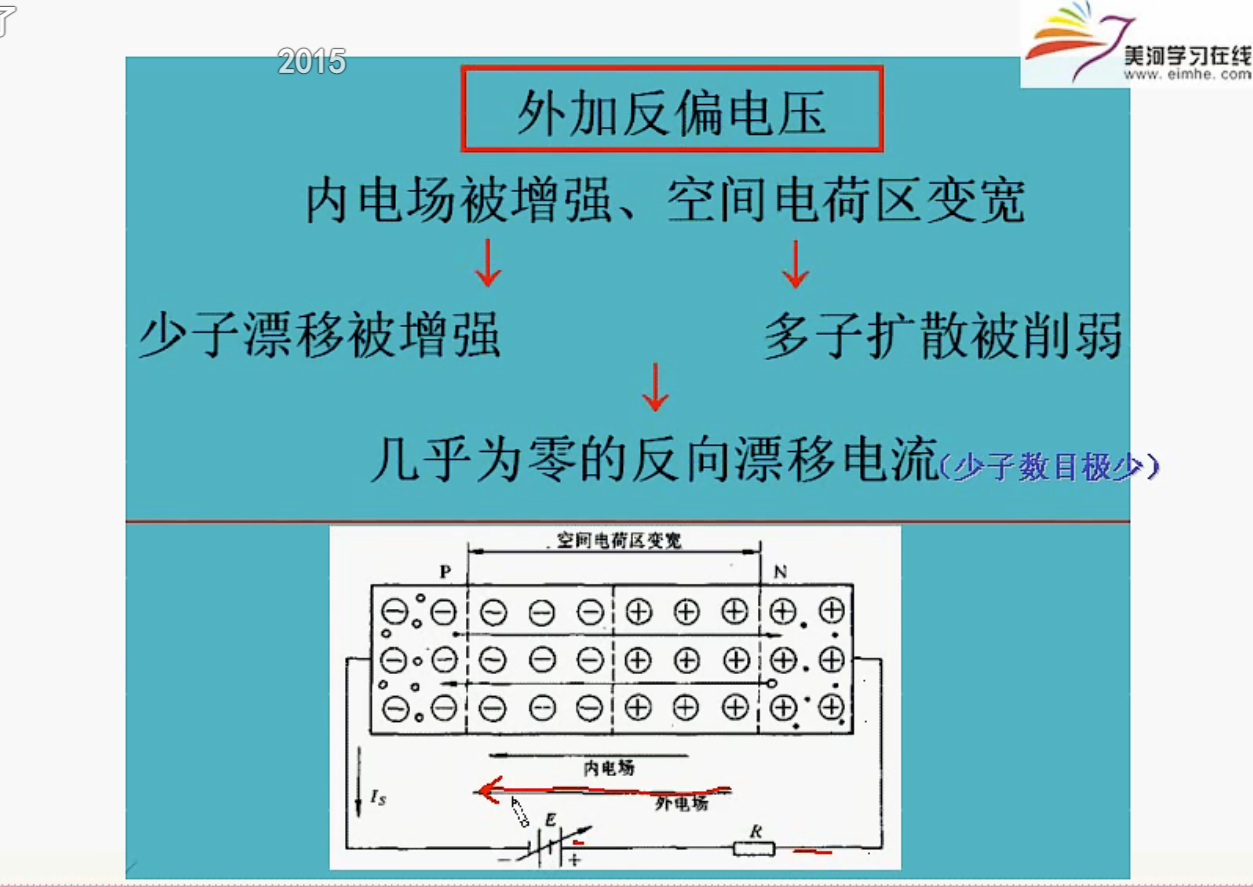 了
2015
美河学习在线
www. eimhe. com
外加反偏电压
内电场被增强、空间电荷区变宽
少子漂移被增强
多子扩散被削弱
几乎为零的反向漂移电流(少子数目极少)
空间电荷区变宽
P
N
内电场
外电场
IS
E
R
− +